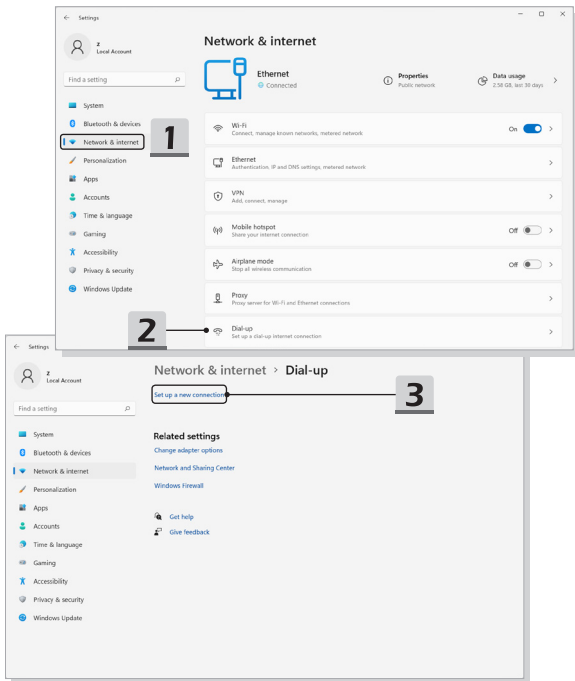 Settings
z
Local Account
Find a setting
System
Bluetooth & devices
Network & internet
Personalization
Apps
Accounts
Time & language
Gaming
Accessibility
Privacy & security
Windows Update
1
2
Network & internet
Ethernet
Connected
Properties
Public network
Data usage
2.58 GB, last 30 days
Wi-Fi
Connect, manage known networks, metered network
On
Ethernet
Authentication, IP and DNS settings, metered network
VPN
Add, connect, manage
Mobile hotspot
Share your internet connection
Off
Airplane mode
Stop all wireless communication
Off
Proxy
Proxy server for Wi-Fi and Ethernet connections
Dial-up
Set up a dial-up internet connection
Settings
z
Local Account
Find a setting
System
Bluetooth & devices
Network & internet
Personalization
Apps
Accounts
Time & language
Gaming
Accessibility
Privacy & security
Windows Update
Network & internet > Dial-up
Set up a new connection
3
Related settings
Change adapter options
Network and Sharing Center
Windows Firewall
Get help
Give feedback